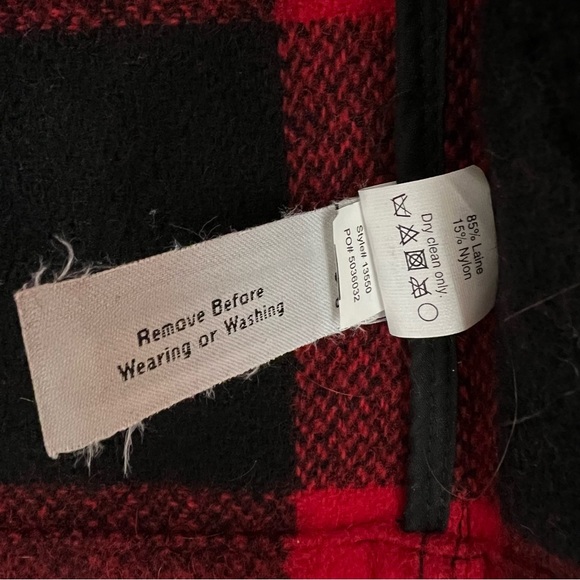 Remove Before
Wearing or Washing
Style# 13550
PO# 5036032
Dry clean only.
85% Laine
15% Nylon